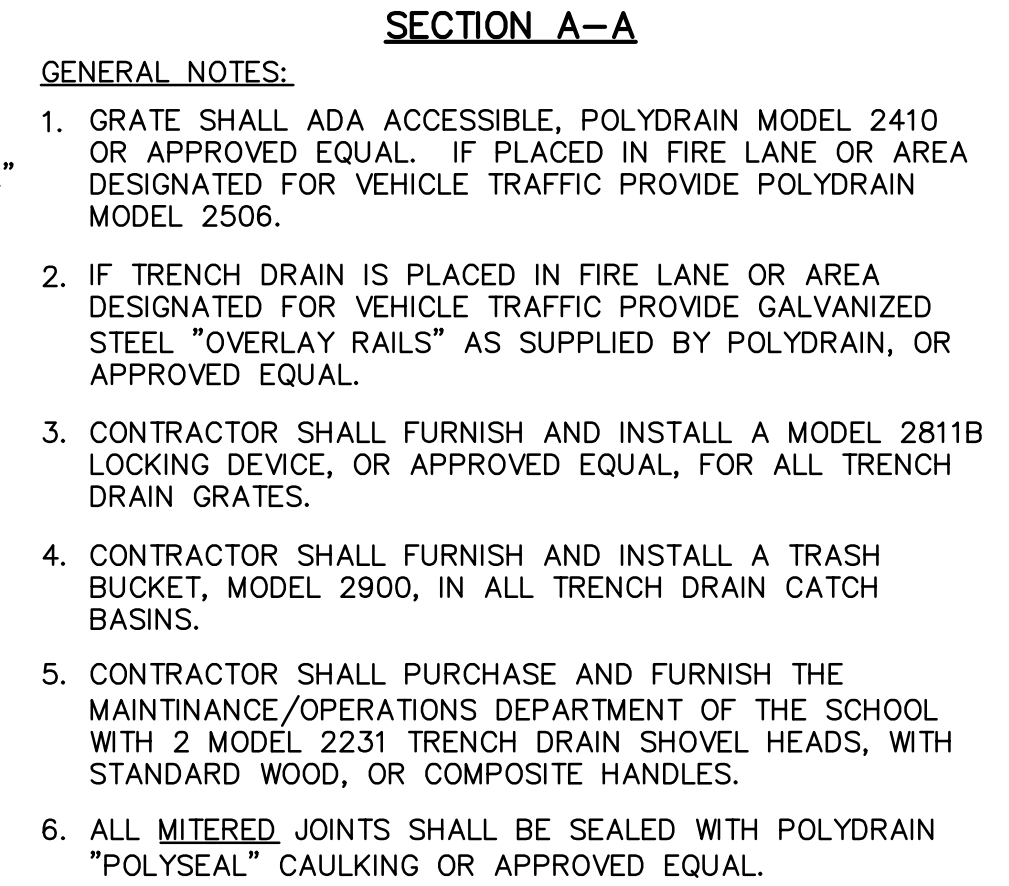 SECTION A-A
GENERAL NOTES:
1. GRATE SHALL ADA ACCESSIBLE, POLYDRAIN MODEL 2410
OR APPROVED EQUAL. IF PLACED IN FIRE LANE OR AREA
"
DESIGNATED FOR VEHICLE TRAFFIC PROVIDE POLYDRAIN
MODEL 2506.
2. IF TRENCH DRAIN IS PLACED IN FIRE LANE OR AREA
DESIGNATED FOR VEHICLE TRAFFIC PROVIDE GALVANIZED
STEEL "OVERLAY RAILS" AS SUPPLIED BY POLYDRAIN, OR
APPROVED EQUAL.
3. CONTRACTOR SHALL FURNISH AND INSTALL A MODEL 2811B
LOCKING DEVICE, OR APPROVED EQUAL, FOR ALL TRENCH
DRAIN GRATES.
4. CONTRACTOR SHALL FURNISH AND INSTALL A TRASH
BUCKET, MODEL 2900, IN ALL TRENCH DRAIN CATCH
BASINS.
5. CONTRACTOR SHALL PURCHASE AND FURNISH THE
MAINTINANCE/OPERATIONS DEPARTMENT OF THE SCHOOL
WITH 2 MODEL 2231 TRENCH DRAIN SHOVEL HEADS, WITH
STANDARD WOOD, OR COMPOSITE HANDLES.
6. ALL MITERED JOINTS SHALL BE SEALED WITH POLYDRAIN
"POLYSEAL" CAULKING OR APPROVED EQUAL.